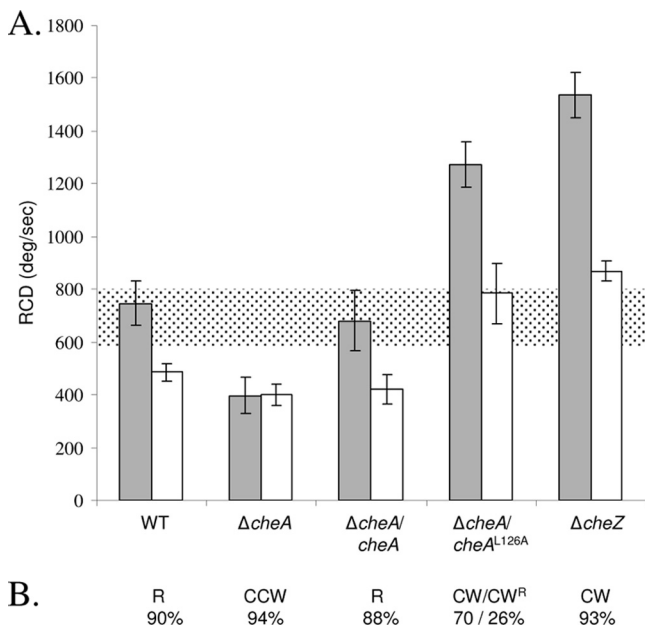 A.
1800
1600
1400
1200
1000
800
600
400
200
0
RCD (deg/sec)
WT ΔcheA ΔcheA/ ΔcheA/ ΔcheZ
cheA cheA^L126A
B. R CCW R CW/CW^R CW
90% 94% 88% 70 / 26% 93%